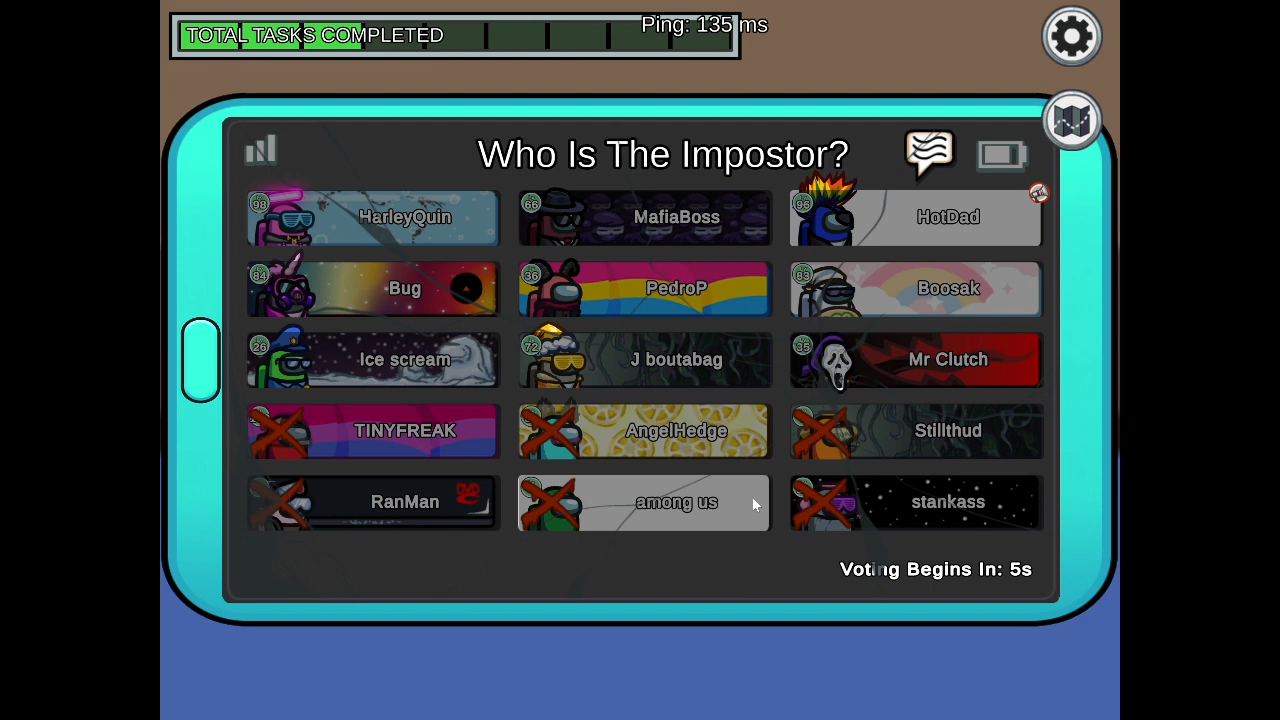 TOTAL TASKS COMPLETED
Ping: 135 ms
Who Is The Impostor?
98 HarleyQuin
66 MafiaBoss
96 HotDad
84 Bug
36 PedroP
83 Boosak
26 Ice scream
72 J boutabag
35 Mr Clutch
TINYFREAK
AngelHedge
Stillthud
RanMan
among us
stankass
Voting Begins In: 5s